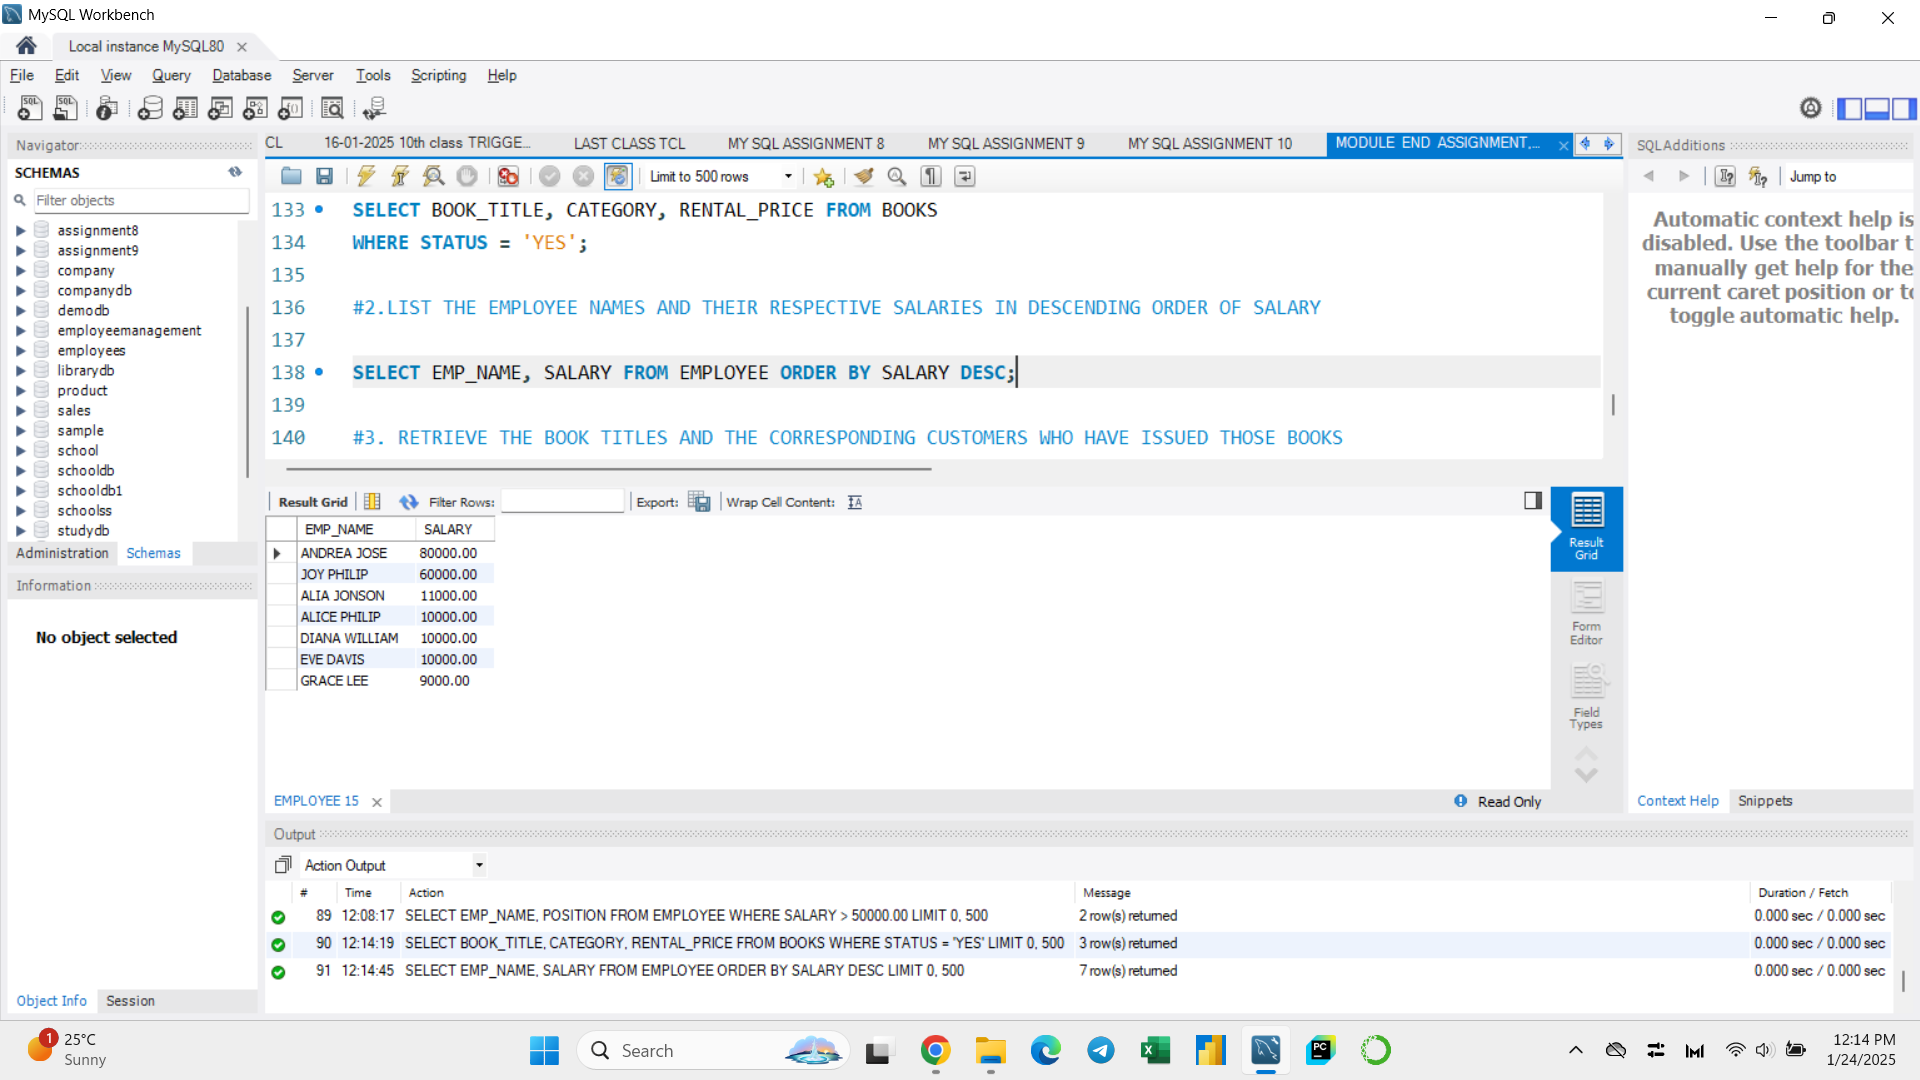 MySQL Workbench
Local instance MySQL80
File Edit View Query Database Server Tools Scripting Help
Navigator
SCHEMAS
Filter objects
assignment8
assignment9
company
companydb
demodb
employeemanagement
employees
librarydb
product
sales
sample
school
schooldb
schooldb1
schoolss
studydb
Administration Schemas
Information
No object selected
Object Info Session
CL 16-01-2025 10th class TRIGGE... LAST CLASS TCL MY SQL ASSIGNMENT 8 MY SQL ASSIGNMENT 9 MY SQL ASSIGNMENT 10 MODULE END ASSIGNMENT,...
Limit to 500 rows
133 SELECT BOOK_TITLE, CATEGORY, RENTAL_PRICE FROM BOOKS
134 WHERE STATUS = 'YES';
135
136 #2.LIST THE EMPLOYEE NAMES AND THEIR RESPECTIVE SALARIES IN DESCENDING ORDER OF SALARY
137
138 SELECT EMP_NAME, SALARY FROM EMPLOYEE ORDER BY SALARY DESC;
139
140 #3. RETRIEVE THE BOOK TITLES AND THE CORRESPONDING CUSTOMERS WHO HAVE ISSUED THOSE BOOKS
Result Grid Filter Rows: Export: Wrap Cell Content:
EMP_NAME SALARY
ANDREA JOSE 80000.00
JOY PHILIP 60000.00
ALIA JONSON 11000.00
ALICE PHILIP 10000.00
DIANA WILLIAM 10000.00
EVE DAVIS 10000.00
GRACE LEE 9000.00
Result
Grid
Form
Editor
Field
Types
EMPLOYEE 15
Read Only
SQLAdditions
Jump to
Automatic context help is
disabled. Use the toolbar t
manually get help for the
current caret position or to
toggle automatic help.
Context Help Snippets
Output
Action Output
# Time Action Message Duration / Fetch
89 12:08:17 SELECT EMP_NAME, POSITION FROM EMPLOYEE WHERE SALARY > 50000.00 LIMIT 0, 500 2 row(s) returned 0.000 sec / 0.000 sec
90 12:14:19 SELECT BOOK_TITLE, CATEGORY, RENTAL_PRICE FROM BOOKS WHERE STATUS = 'YES' LIMIT 0, 500 3 row(s) returned 0.000 sec / 0.000 sec
91 12:14:45 SELECT EMP_NAME, SALARY FROM EMPLOYEE ORDER BY SALARY DESC LIMIT 0, 500 7 row(s) returned 0.000 sec / 0.000 sec
1
25°C
Sunny
Search
PC
12:14 PM
1/24/2025